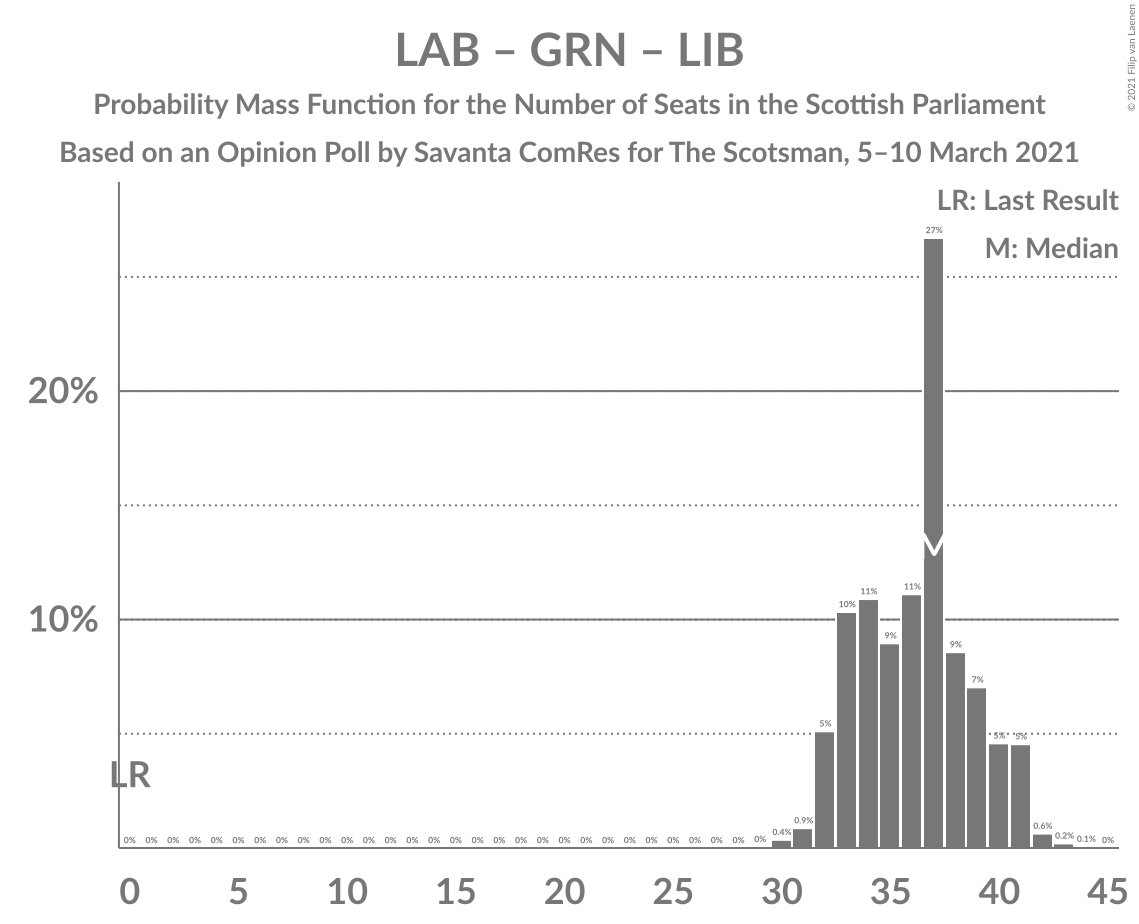 LAB – GRN – LIB
Probability Mass Function for the Number of Seats in the Scottish Parliament
Based on an Opinion Poll by Savanta ComRes for The Scotsman, 5–10 March 2021
© 2021 Filip van Laenen
LR: Last Result
M: Median
27%
20%
11%
11%
10%
10%
9%
9%
7%
5%
5%
5%
LR
0% 0% 0% 0% 0% 0% 0% 0% 0% 0% 0% 0% 0% 0% 0% 0% 0% 0% 0% 0% 0% 0% 0% 0% 0% 0% 0% 0% 0% 0% 0.4% 0.9% 0.6% 0.2% 0.1% 0%
M
0 5 10 15 20 25 30 35 40 45